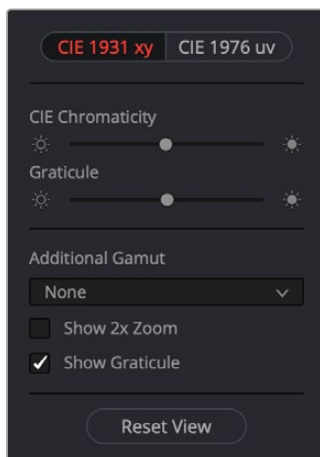 CIE 1931 xy CIE 1976 uv
CIE Chromaticity
Graticule
Additional Gamut
None
Show 2x Zoom
Show Graticule
Reset View